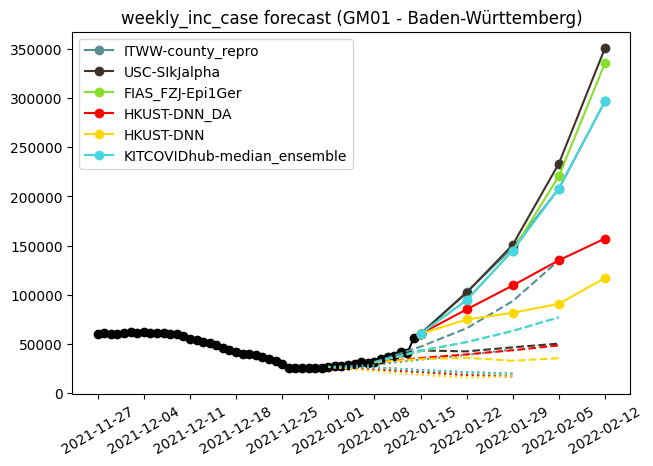 weekly_inc_case forecast (GM01 - Baden-Württemberg)
ITWW-county_repro
USC-SIkJalpha
FIAS_FZJ-Epi1Ger
HKUST-DNN_DA
HKUST-DNN
KITCOVIDhub-median_ensemble
350000
300000
250000
200000
150000
100000
50000
0
2021-11-27
2021-12-04
2021-12-11
2021-12-18
2021-12-25
2022-01-01
2022-01-08
2022-01-15
2022-01-22
2022-01-29
2022-02-05
2022-02-12